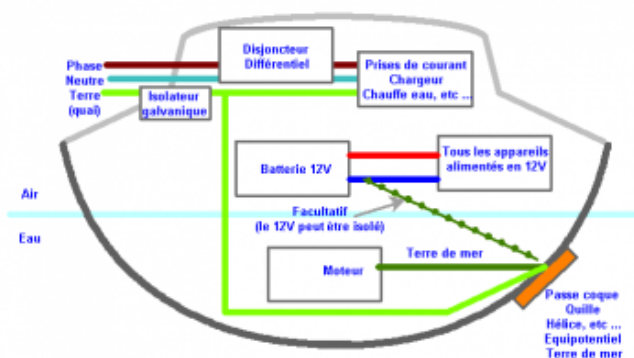 Disjoncteur
Différentiel
Phase
Neutre
Terre
(quai)
Isolateur
galvanique
Prises de courant
Chargeur
Chauffe eau, etc ...
Batterie 12V
Tous les appareils
alimentés en 12V
Air
Eau
Facultatif
(le 12V peut être isolé)
Terre de mer
Moteur
Passe coque
Quille
Hélice, etc ...
Equipotentiel
Terre de mer